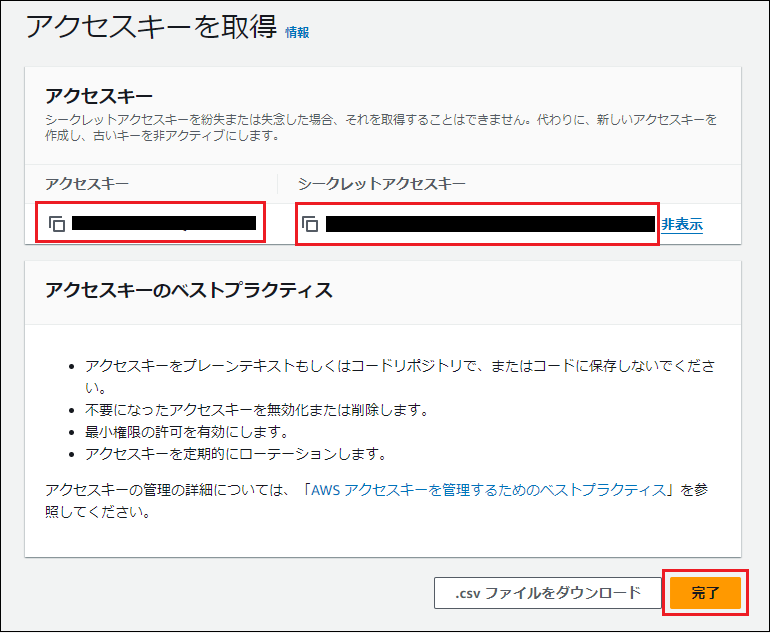 アクセスキーを取得 情報
アクセスキー
シークレットアクセスキーを紛失または失念した場合、それを取得することはできません。代わりに、新しいアクセスキーを
作成し、古いキーを非アクティブにします。
アクセスキー シークレットアクセスキー
非表示
アクセスキーのベストプラクティス
• アクセスキーをプレーンテキストもしくはコードリポジトリで、またはコードに保存しないでくださ
い。
• 不要になったアクセスキーを無効化または削除します。
• 最小権限の許可を有効にします。
• アクセスキーを定期的にローテーションします。
アクセスキーの管理の詳細については、「AWS アクセスキーを管理するためのベストプラクティス」を参
照してください。
.csv ファイルをダウンロード 完了